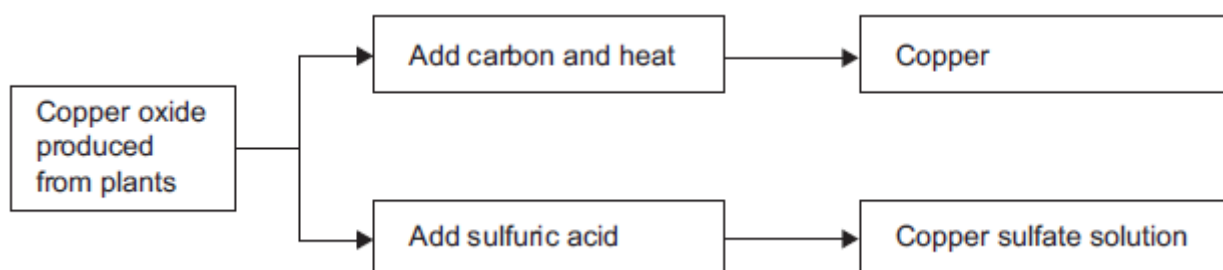 Copper oxide
produced
from plants
Add carbon and heat
Copper
Add sulfuric acid
Copper sulfate solution